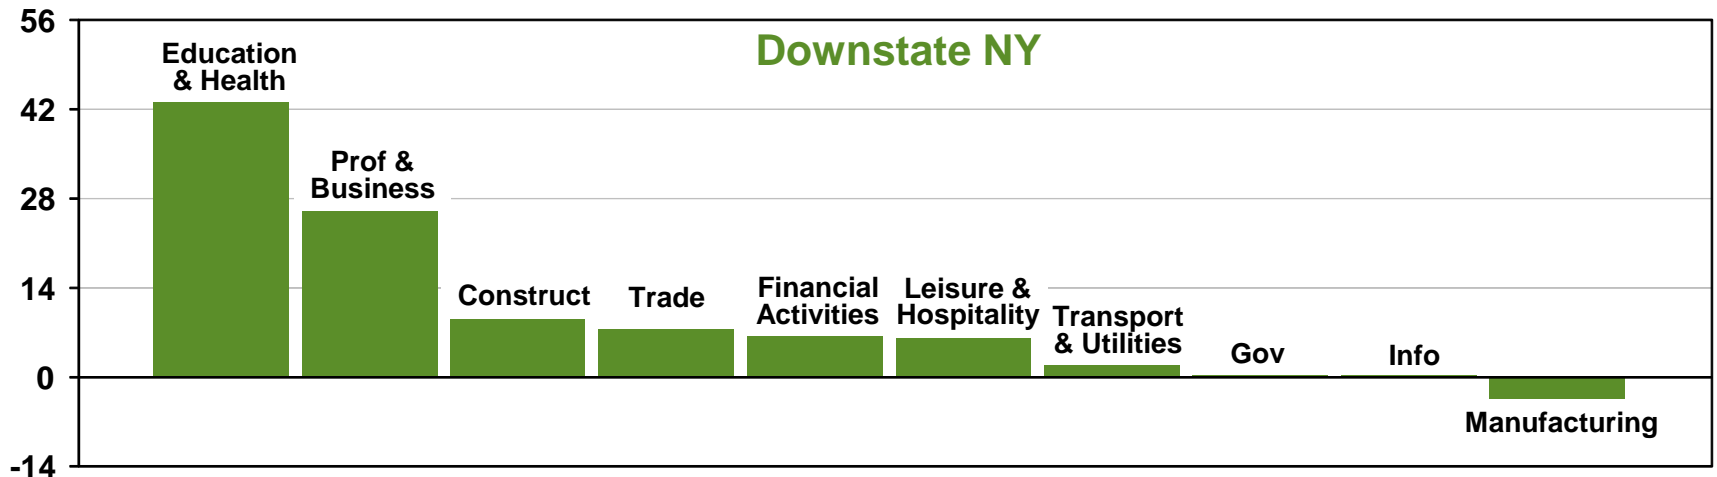 56
Downstate NY
Education
& Health
42
Prof &
Business
28
14
Construct
Trade
Financial
Activities
Leisure &
Hospitality
Transport
& Utilities
Gov
Info
0
Manufacturing
-14